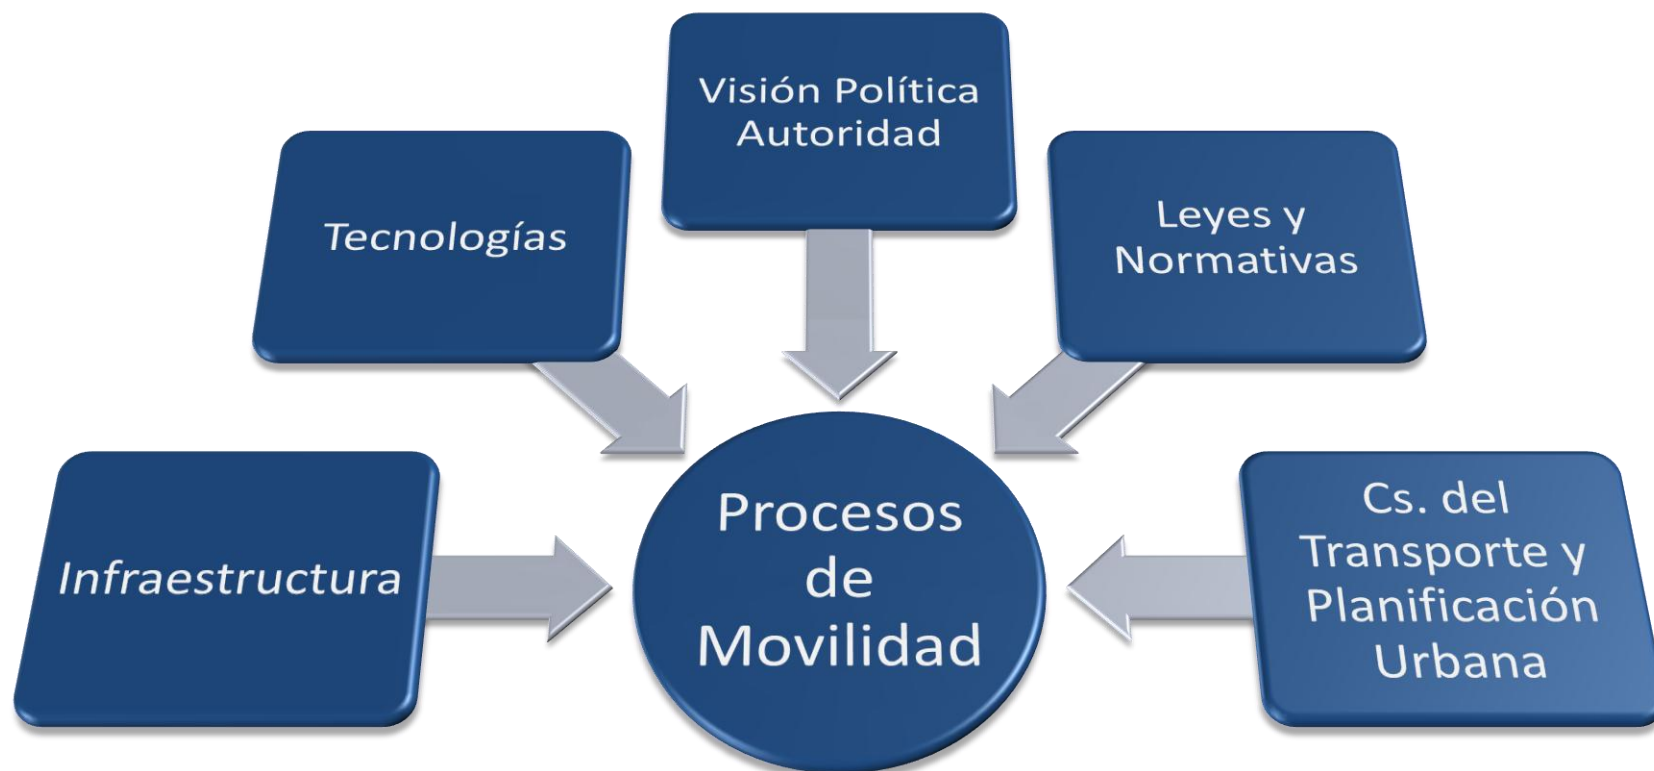 Visión Política
Autoridad
Tecnologías
Leyes y
Normativas
Infraestructura
Procesos
de
Movilidad
Cs. del
Transporte y
Planificación
Urbana